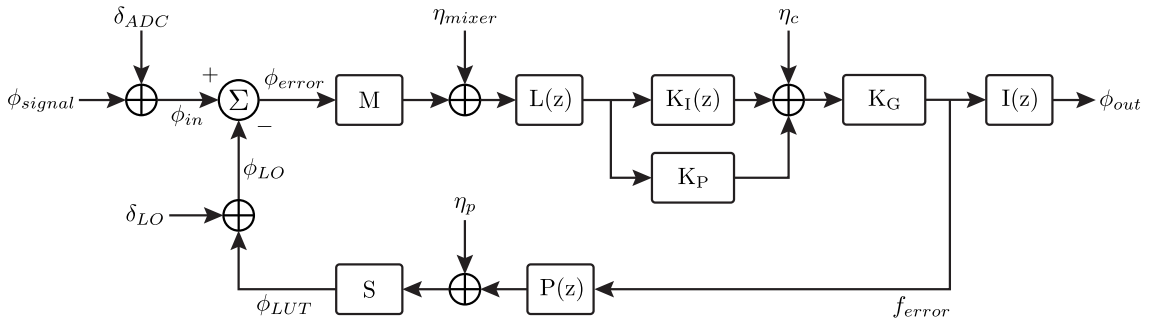 δ_ADC η_mixer η_c
ϕ_signal + Σ ϕ_error M L(z) K_I(z) K_G I(z) ϕ_out
ϕ_in −
ϕ_LO K_P
δ_LO η_p
S P(z)
ϕ_LUT f_error